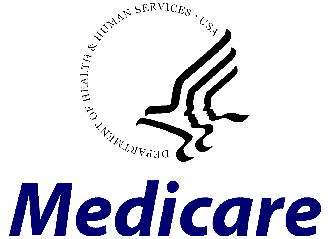 DEPARTMENT OF HEALTH & HUMAN SERVICES · USA
Medicare